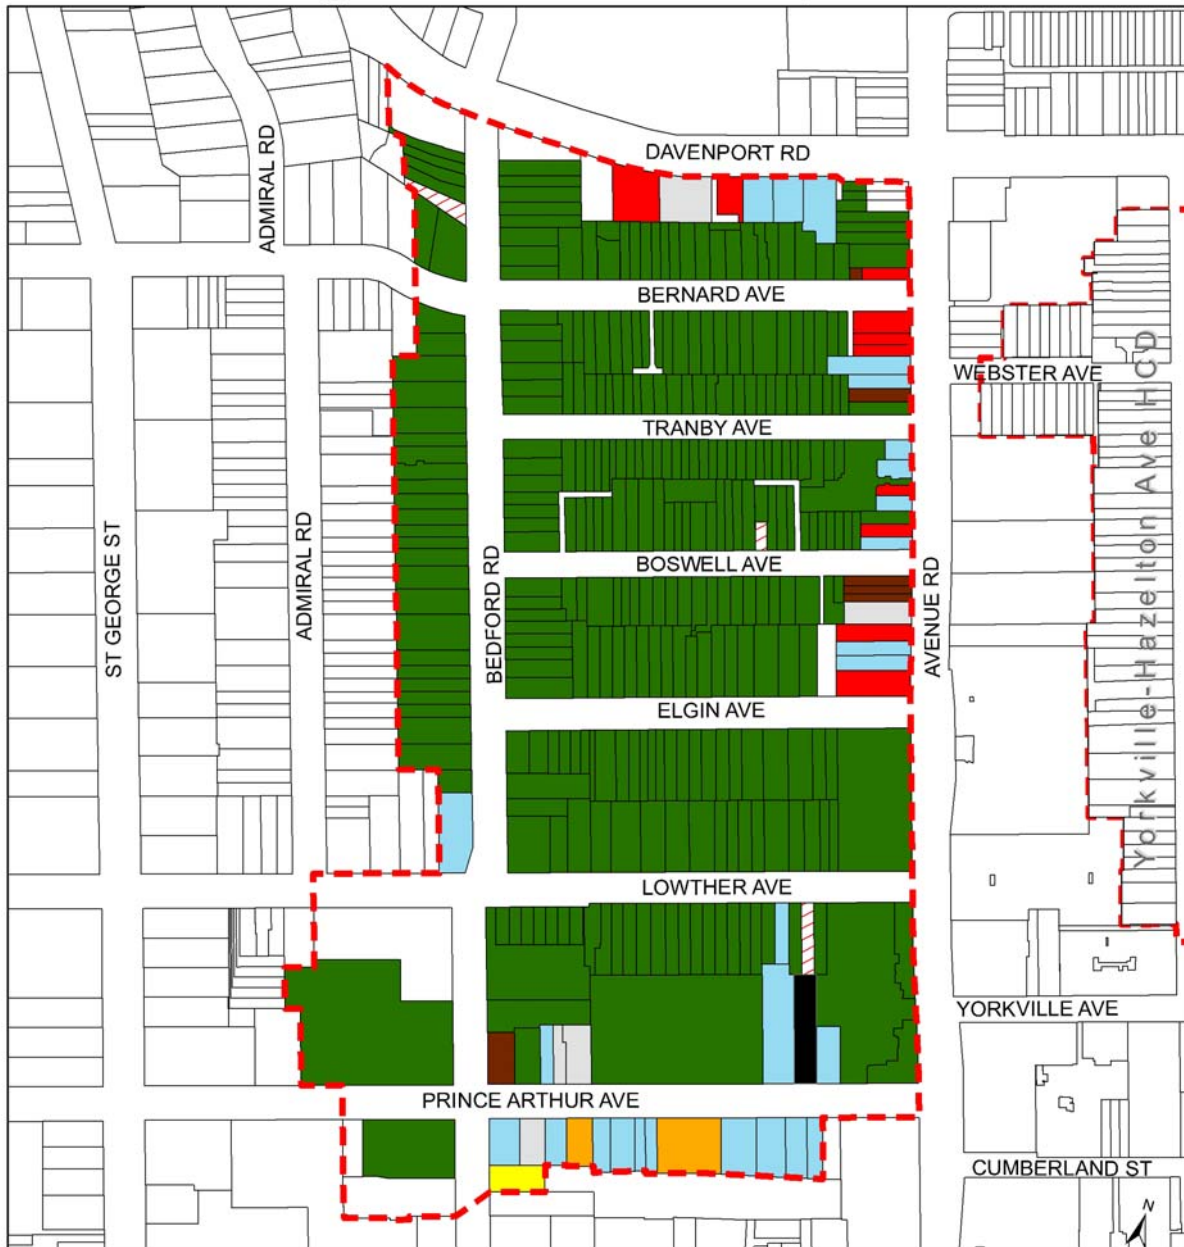 ADMIRAL RD
DAVENPORT RD
BERNARD AVE
WEBSTER AVE
TRANBY AVE
ST GEORGE ST
ADMIRAL RD
BEDFORD RD
BOSWELL AVE
AVENUE RD
Yorkville-Hazelton Ave HCD
ELGIN AVE
LOWTHER AVE
YORKVILLE AVE
PRINCE ARTHUR AVE
CUMBERLAND ST
N